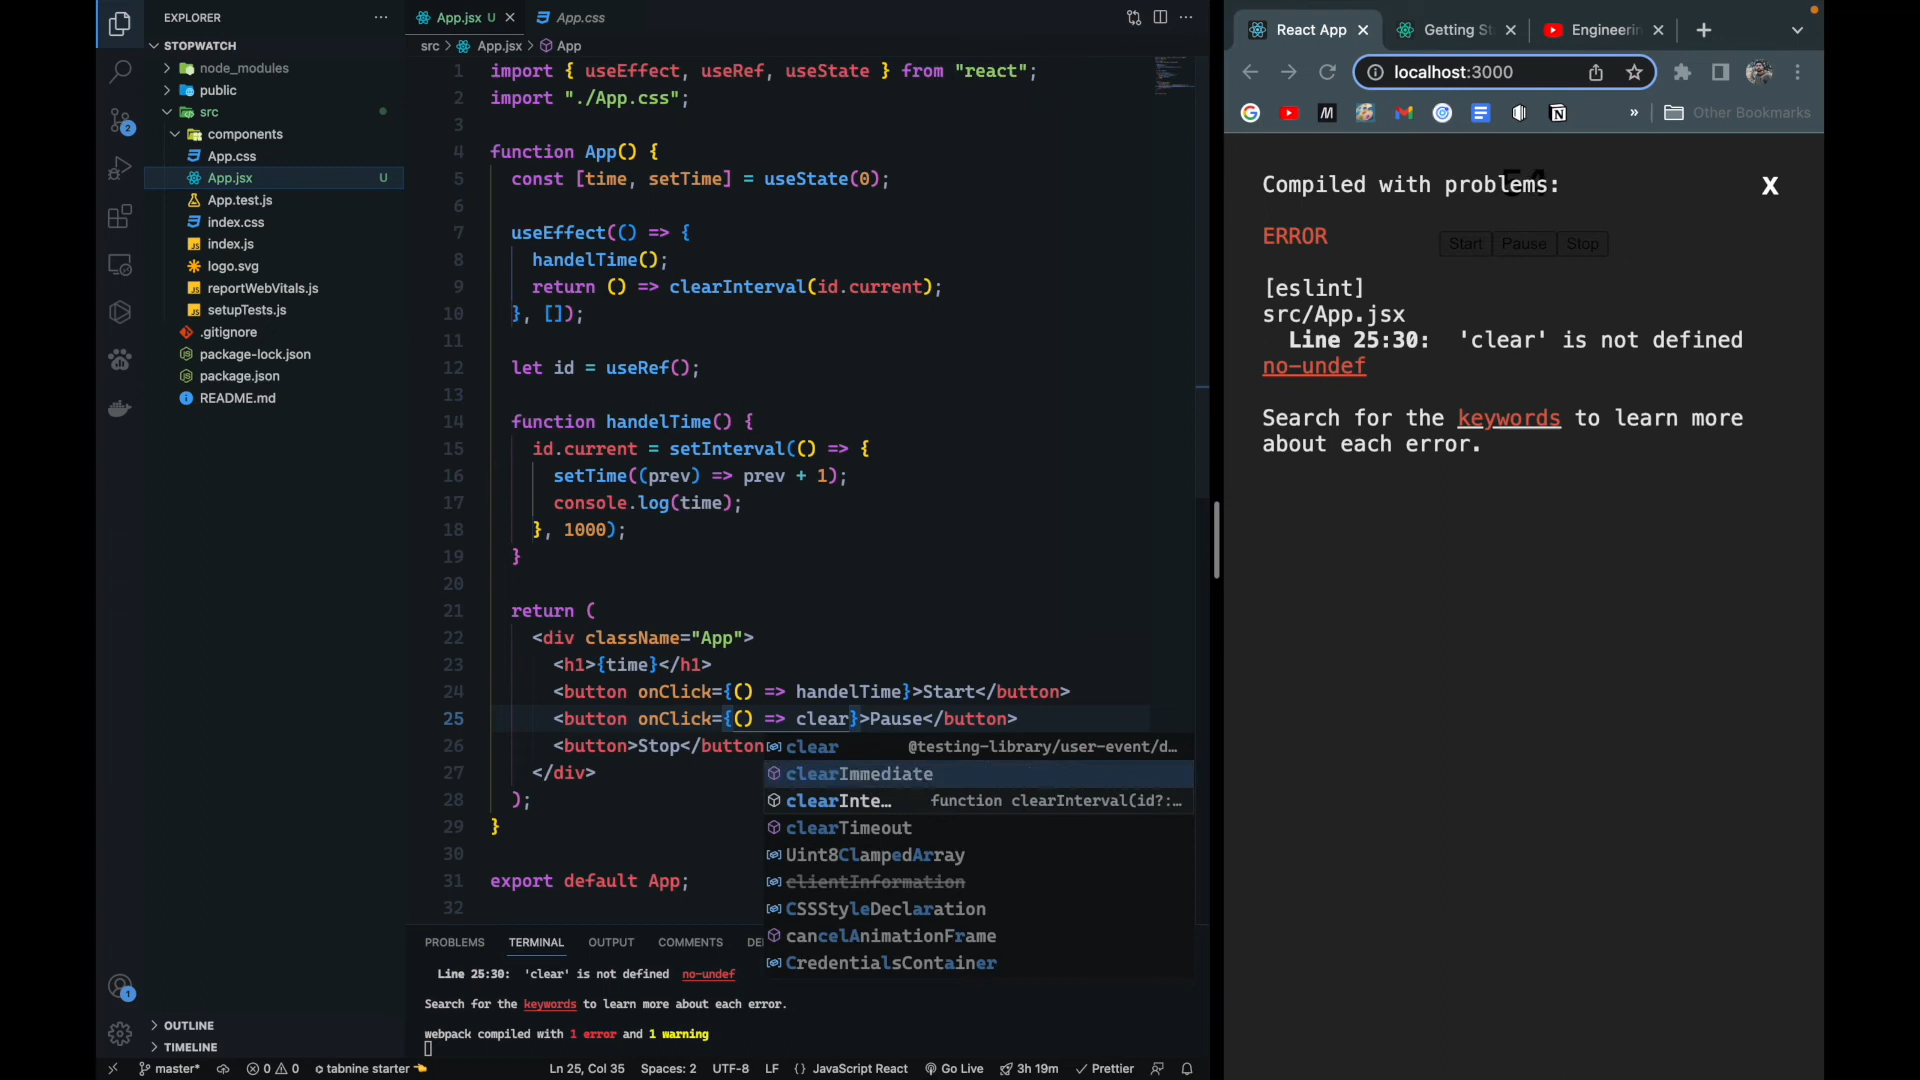 EXPLORER
STOPWATCH
node_modules
public
src
components
App.css
App.jsx U
App.test.js
index.css
index.js
logo.svg
reportWebVitals.js
setupTests.js
.gitignore
package-lock.json
package.json
README.md
OUTLINE
TIMELINE
App.jsx U
App.css
src > App.jsx > App
1 import { useEffect, useRef, useState } from "react";
2 import "./App.css";
3
4 function App() {
5 const [time, setTime] = useState(0);
6
7 useEffect(() => {
8 handelTime();
9 return () => clearInterval(id.current);
10 }, []);
11
12 let id = useRef();
13
14 function handelTime() {
15 id.current = setInterval(() => {
16 setTime((prev) => prev + 1);
17 console.log(time);
18 }, 1000);
19 }
20
21 return (
22 <div className="App">
23 <h1>{time}</h1>
24 <button onClick={() => handelTime}>Start</button>
25 <button onClick={() => clear}>Pause</button>
26 <button>Stop</button
27 </div>
28 );
29 }
30
31 export default App;
32
clear @testing-library/user-event/d…
clearImmediate
clearInte… function clearInterval(id?:…
clearTimeout
Uint8ClampedArray
clientInformation
CSSStyleDeclaration
cancelAnimationFrame
CredentialsContainer
PROBLEMS TERMINAL OUTPUT COMMENTS DE
Line 25:30: 'clear' is not defined no-undef
Search for the keywords to learn more about each error.
webpack compiled with 1 error and 1 warning
master* 0 0 tabnine starter Ln 25, Col 35 Spaces: 2 UTF-8 LF {} JavaScript React Go Live 3h 19m Prettier
2
1
React App
Getting St
Engineerin
localhost:3000
» Other Bookmarks
Compiled with problems:
X
ERROR
Start Pause Stop
[eslint]
src/App.jsx
Line 25:30: 'clear' is not defined
no-undef
Search for the keywords to learn more
about each error.